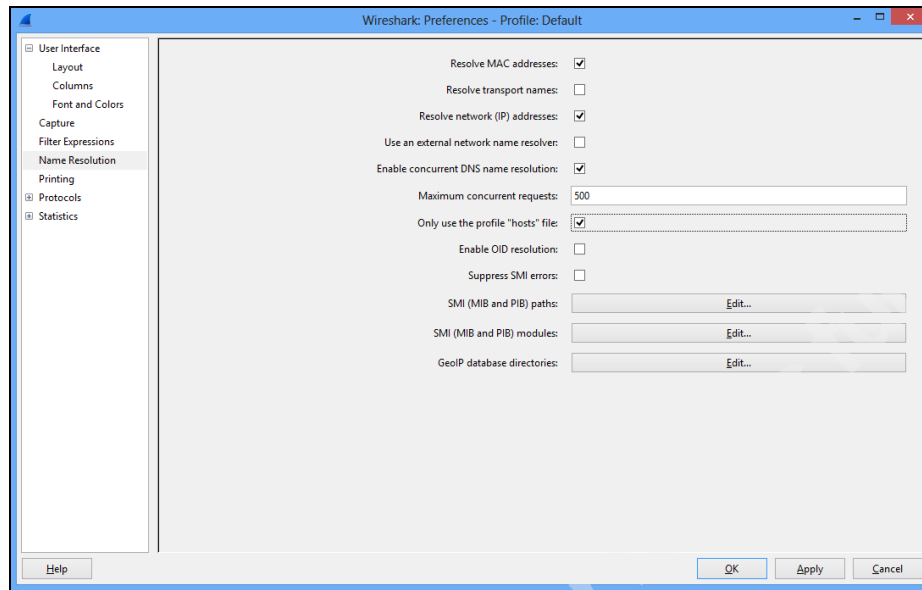 Wireshark: Preferences - Profile: Default
User Interface
Layout
Columns
Font and Colors
Capture
Filter Expressions
Name Resolution
Printing
Protocols
Statistics
Resolve MAC addresses:
Resolve transport names:
Resolve network (IP) addresses:
Use an external network name resolver:
Enable concurrent DNS name resolution:
Maximum concurrent requests: 500
Only use the profile "hosts" file:
Enable OID resolution:
Suppress SMI errors:
SMI (MIB and PIB) paths: Edit...
SMI (MIB and PIB) modules: Edit...
GeoIP database directories: Edit...
Help OK Apply Cancel